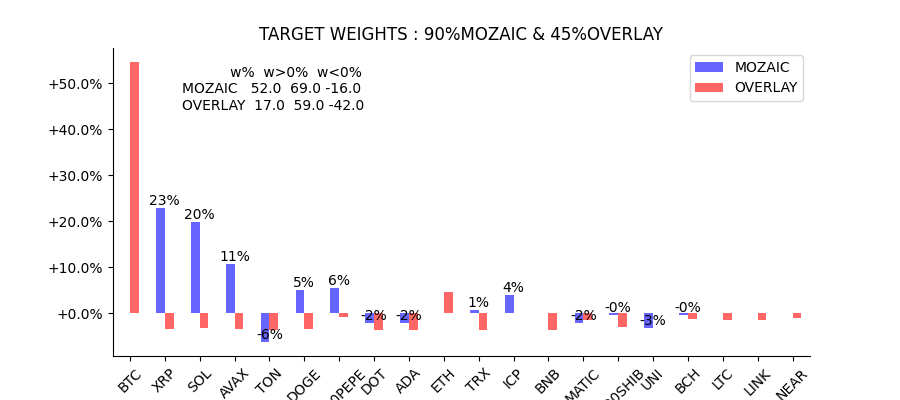 TARGET WEIGHTS : 90%MOZAIC & 45%OVERLAY
w% w>0% w<0%
MOZAIC 52.0 69.0 -16.0
OVERLAY 17.0 59.0 -42.0
MOZAIC
OVERLAY
+50.0%
+40.0%
+30.0%
+20.0%
+10.0%
+0.0%
23%
20%
11%
-6%
5%
6%
-2%
-2%
1%
4%
-2%
-0%
-3%
-0%
BTC
XRP
SOL
AVAX
TON
DOGE
0PEPE
DOT
ADA
ETH
TRX
ICP
BNB
MATIC
00SHIB
UNI
BCH
LTC
LINK
NEAR